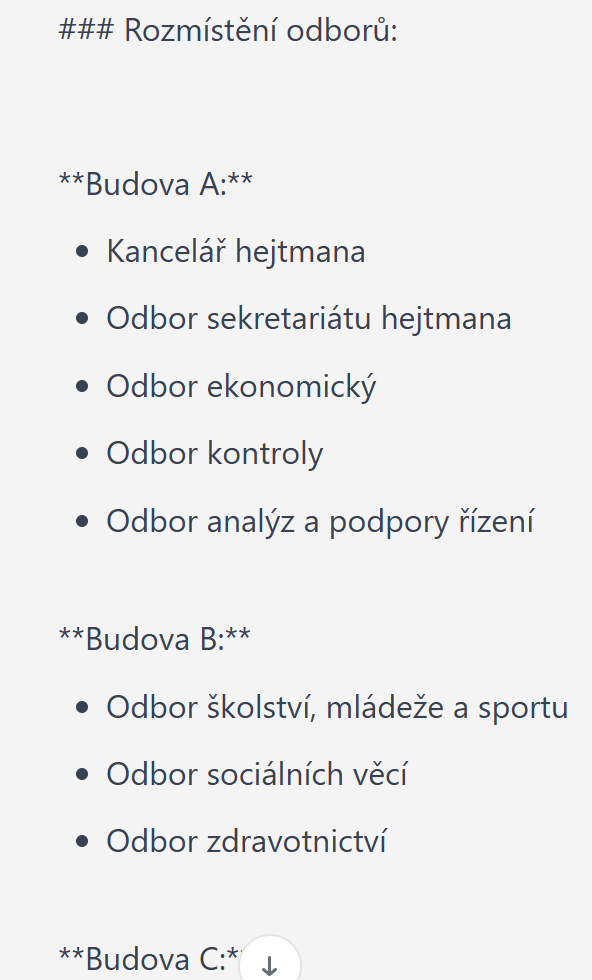 ### Rozmístění odborů:
**Budova A:**
• Kancelář hejtmana
• Odbor sekretariátu hejtmana
• Odbor ekonomický
• Odbor kontroly
• Odbor analýz a podpory řízení
**Budova B:**
• Odbor školství, mládeže a sportu
• Odbor sociálních věcí
• Odbor zdravotnictví
**Budova C:*